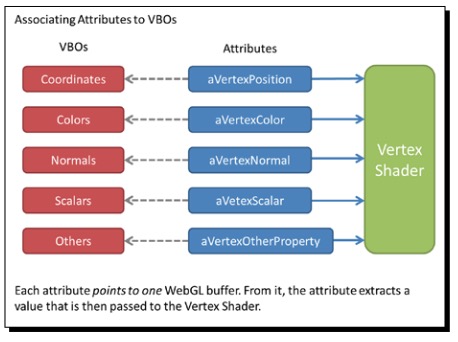 Associating Attributes to VBOs
VBOs Attributes
Coordinates aVertexPosition
Colors aVertexColor
Normals aVertexNormal
Vertex
Shader
Scalars aVetexScalar
Others aVertexOtherProperty
Each attribute points to one WebGL buffer. From it, the attribute extracts a
value that is then passed to the Vertex Shader.